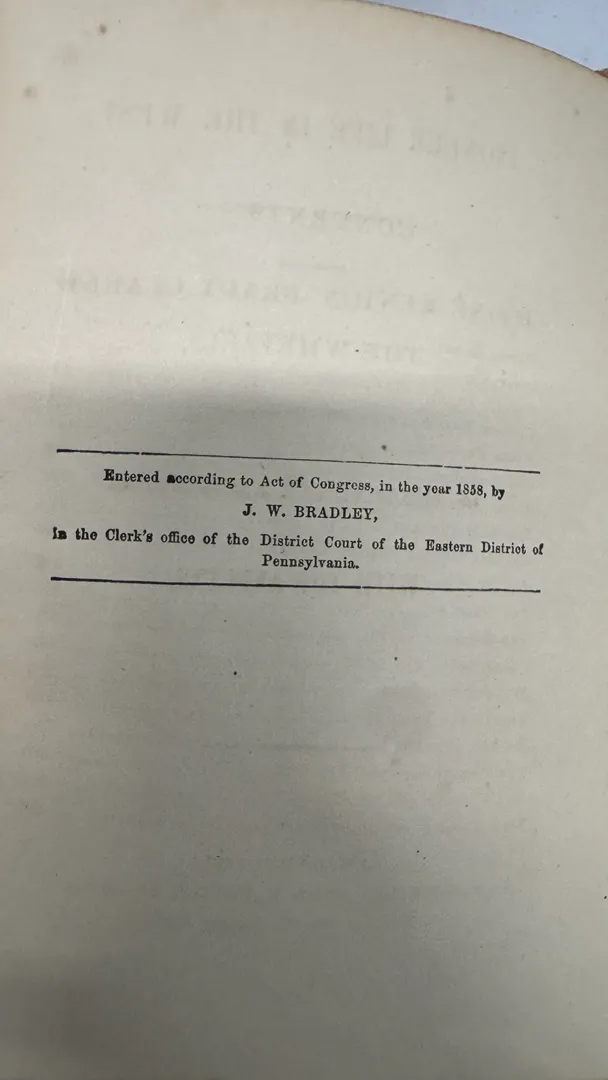 Entered according to Act of Congress, in the year 1858, by
J. W. BRADLEY,
In the Clerk's office of the District Court of the Eastern District of
Pennsylvania.